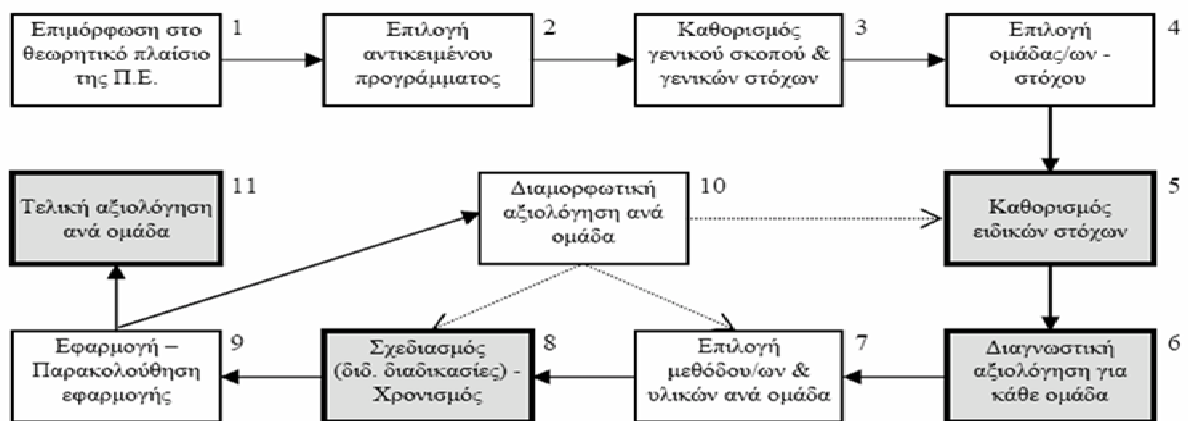 Επιμόρφωση στο
θεωρητικό πλαίσιο
της Π.Ε.
1
Επιλογή
αντικειμένου
προγράμματος
2
Καθορισμός
γενικού σκοπού &
γενικών στόχων
3
Επιλογή
ομάδας/ων -
στόχου
4
Τελική αξιολόγηση
ανά ομάδα
11
Διαμορφωτική
αξιολόγηση ανά
ομάδα
10
Καθορισμός
ειδικών στόχων
5
Εφαρμογή –
Παρακολούθηση
εφαρμογής
9
Σχεδιασμός
(διδ. διαδικασίες) -
Χρονισμός
8
Επιλογή
μεθόδου/ων &
υλικών ανά ομάδα
7
Διαγνωστική
αξιολόγηση για
κάθε ομάδα
6